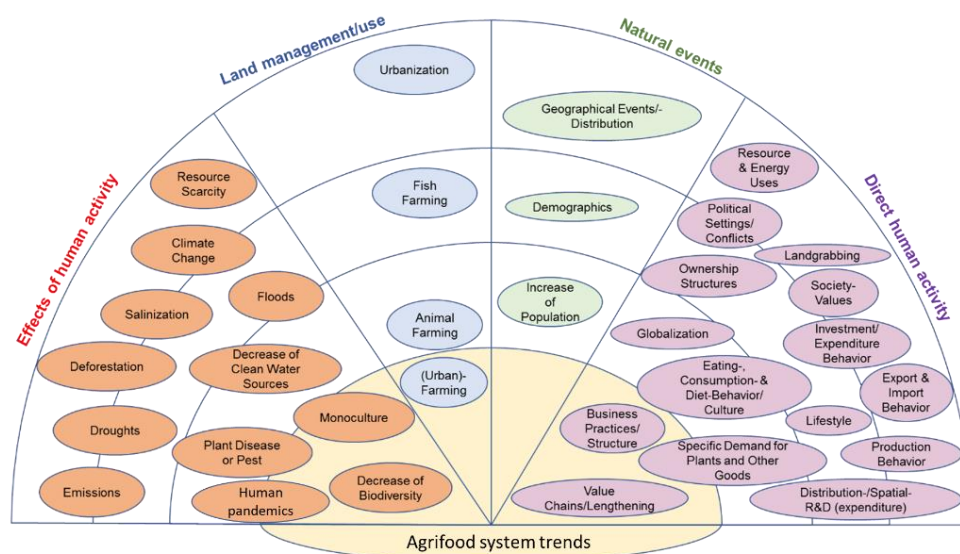 Land management/use
Natural events
Effects of human activity
Direct human activity
Urbanization
Fish
Farming
Animal
Farming
(Urban)-
Farming
Geographical Events/-
Distribution
Demographics
Increase
of
Population
Resource
Scarcity
Climate
Change
Floods
Salinization
Deforestation
Decrease of
Clean Water
Sources
Monoculture
Droughts
Plant Disease
or Pest
Emissions
Human
pandemics
Decrease of
Biodiversity
Resource
& Energy
Uses
Political
Settings/
Conflicts
Landgrabbing
Ownership
Structures
Society-
Values
Globalization
Investment/
Expenditure
Behavior
Eating-,
Consumption- &
Diet-Behavior/
Culture
Export &
Import
Behavior
Business
Practices/
Structure
Lifestyle
Specific Demand for
Plants and Other
Goods
Production
Behavior
Value
Chains/Lengthening
Distribution-/Spatial-
R&D (expenditure)
Agrifood system trends